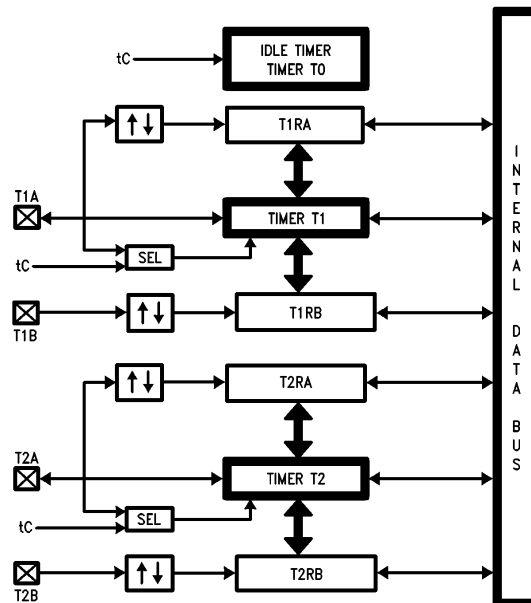 tC
IDLE TIMER
TIMER T0
T1RA
T1A
TIMER T1
SEL
tC
T1B
T1RB
T2RA
T2A
TIMER T2
SEL
tC
T2B
T2RB
INTERNAL DATA BUS